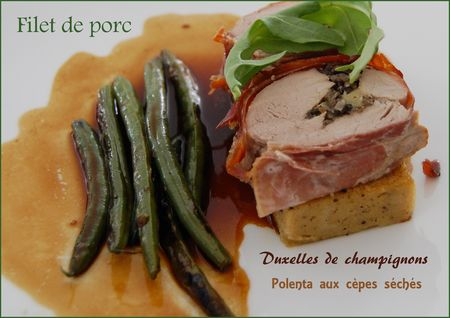 Filet de porc
Duxelles de champignons
Polenta aux cèpes séchés